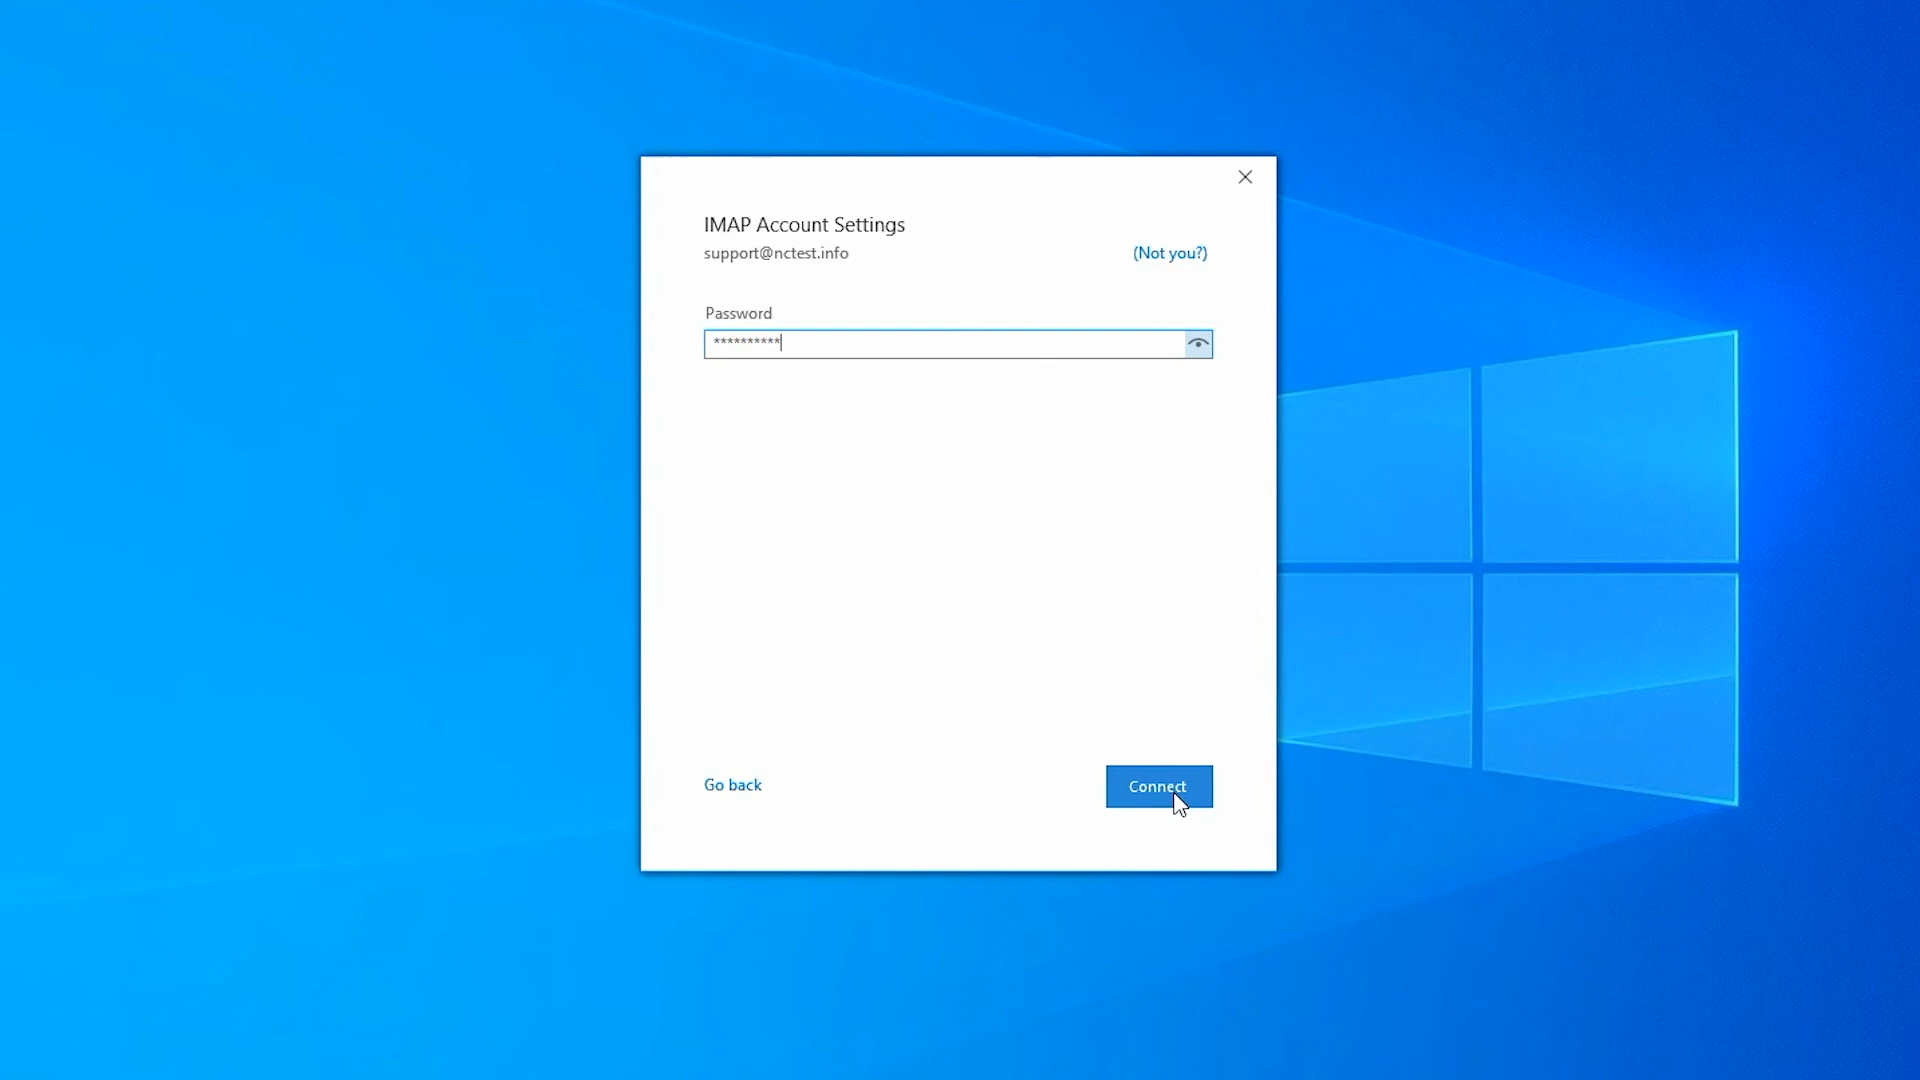 IMAP Account Settings
support@nctest.info
(Not you?)
Password
**********
Go back
Connect